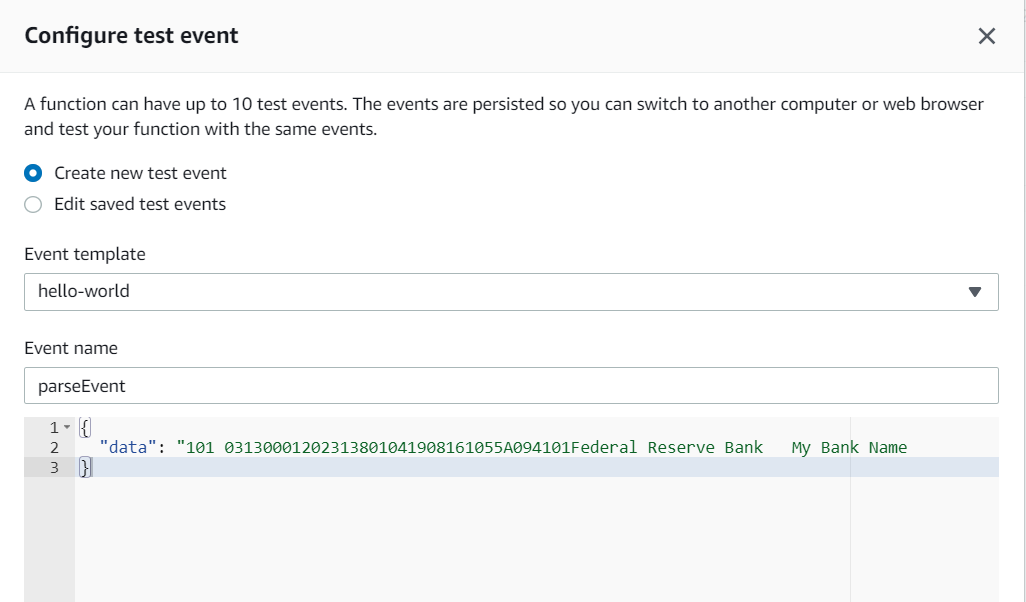 Configure test event
A function can have up to 10 test events. The events are persisted so you can switch to another computer or web browser
and test your function with the same events.
Create new test event
Edit saved test events
Event template
hello-world
Event name
parseEvent
1 {
2 "data": "101 03130001202313801041908161055A094101Federal Reserve Bank   My Bank Name
3 }